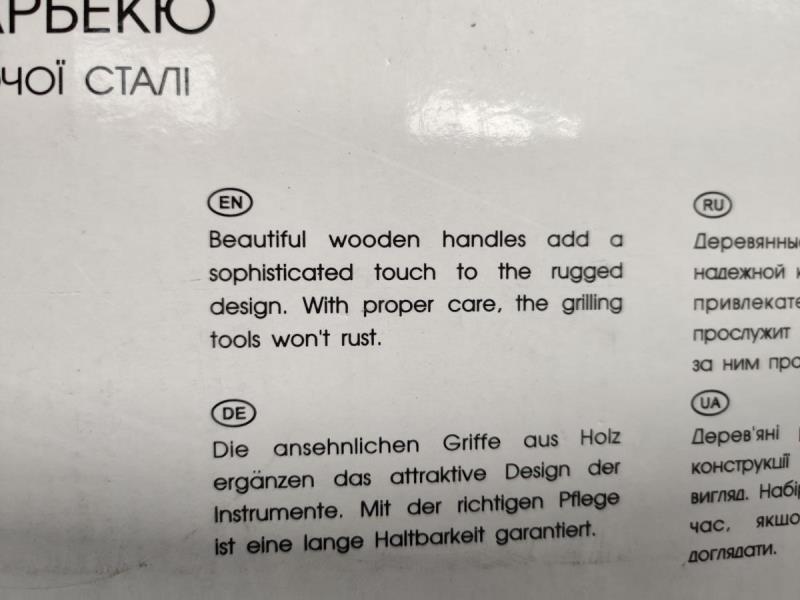 АРБЕКЮ
ЧОЇ СТАЛІ
EN
Beautiful wooden handles add a
sophisticated touch to the rugged
design. With proper care, the grilling
tools won't rust.
DE
Die ansehnlichen Griffe aus Holz
ergänzen das attraktive Design der
Instrumente. Mit der richtigen Pflege
ist eine lange Haltbarkeit garantiert.
RU
Деревянные
надежной
привлекате
прослужит
за ним про
UA
Дерев'яні
конструкції
вигляд. Набір
час, якщо
доглядати.